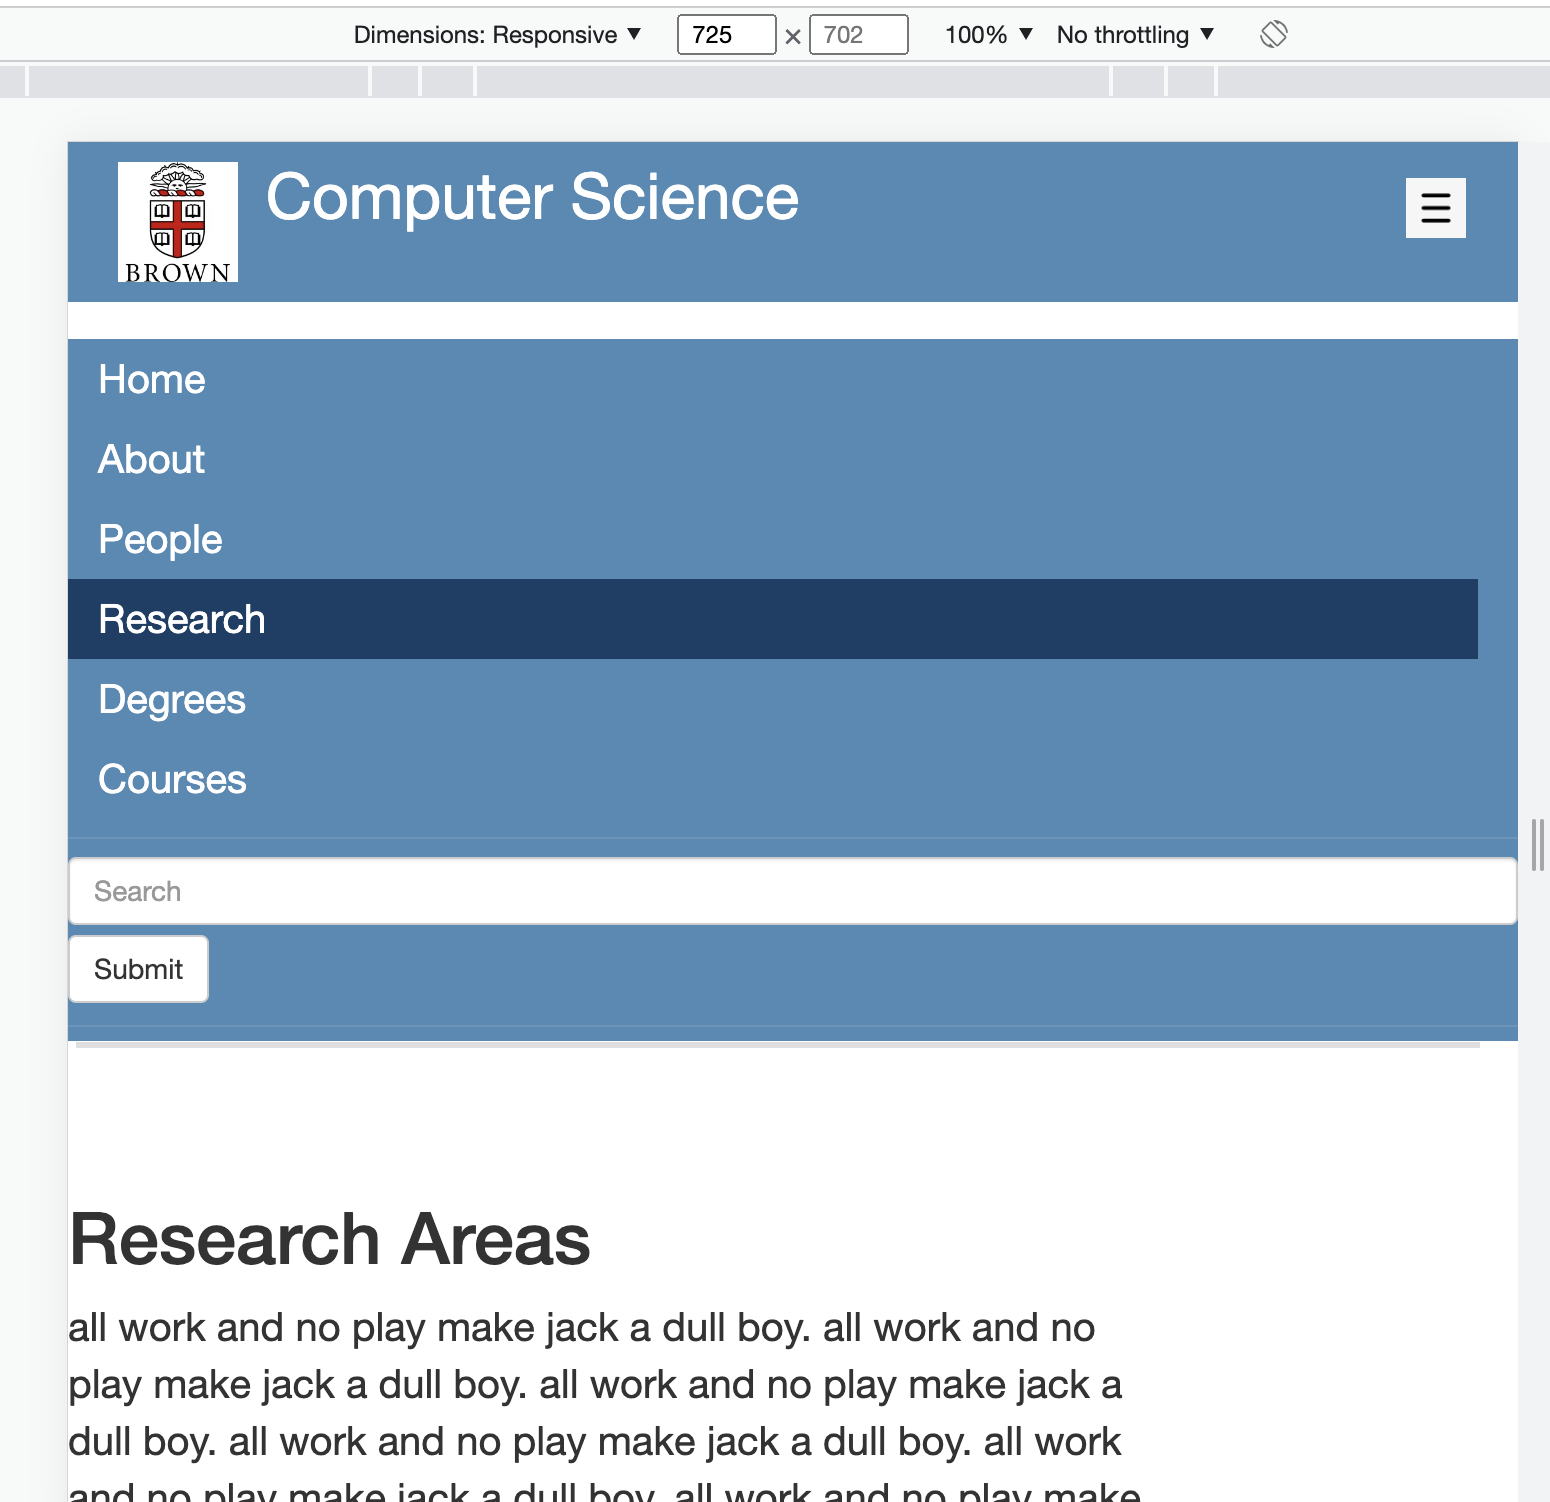 Dimensions: Responsive ▼ 725 × 702 100% ▼ No throttling ▼
BROWN
Computer Science
Home
About
People
Research
Degrees
Courses
Search
Submit
Research Areas
all work and no play make jack a dull boy. all work and no
play make jack a dull boy. all work and no play make jack a
dull boy. all work and no play make jack a dull boy. all work
and no play make jack a dull boy. all work and no play make